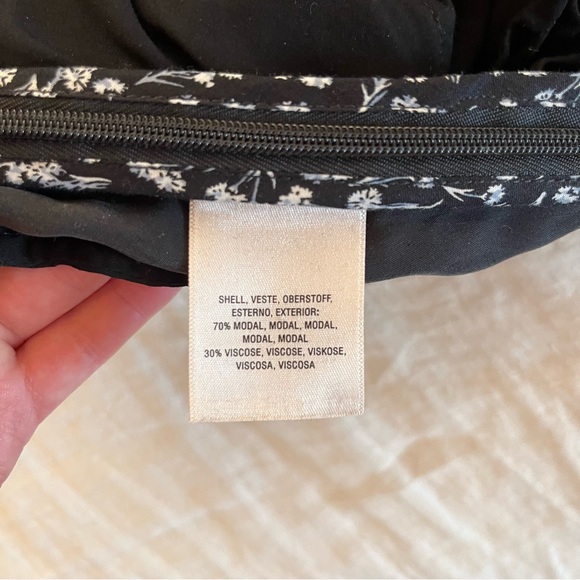 SHELL, VESTE, OBERSTOFF,
ESTERNO, EXTERIOR:
70% MODAL, MODAL, MODAL,
MODAL, MODAL
30% VISCOSE, VISCOSE, VISKOSE,
VISCOSA, VISCOSA